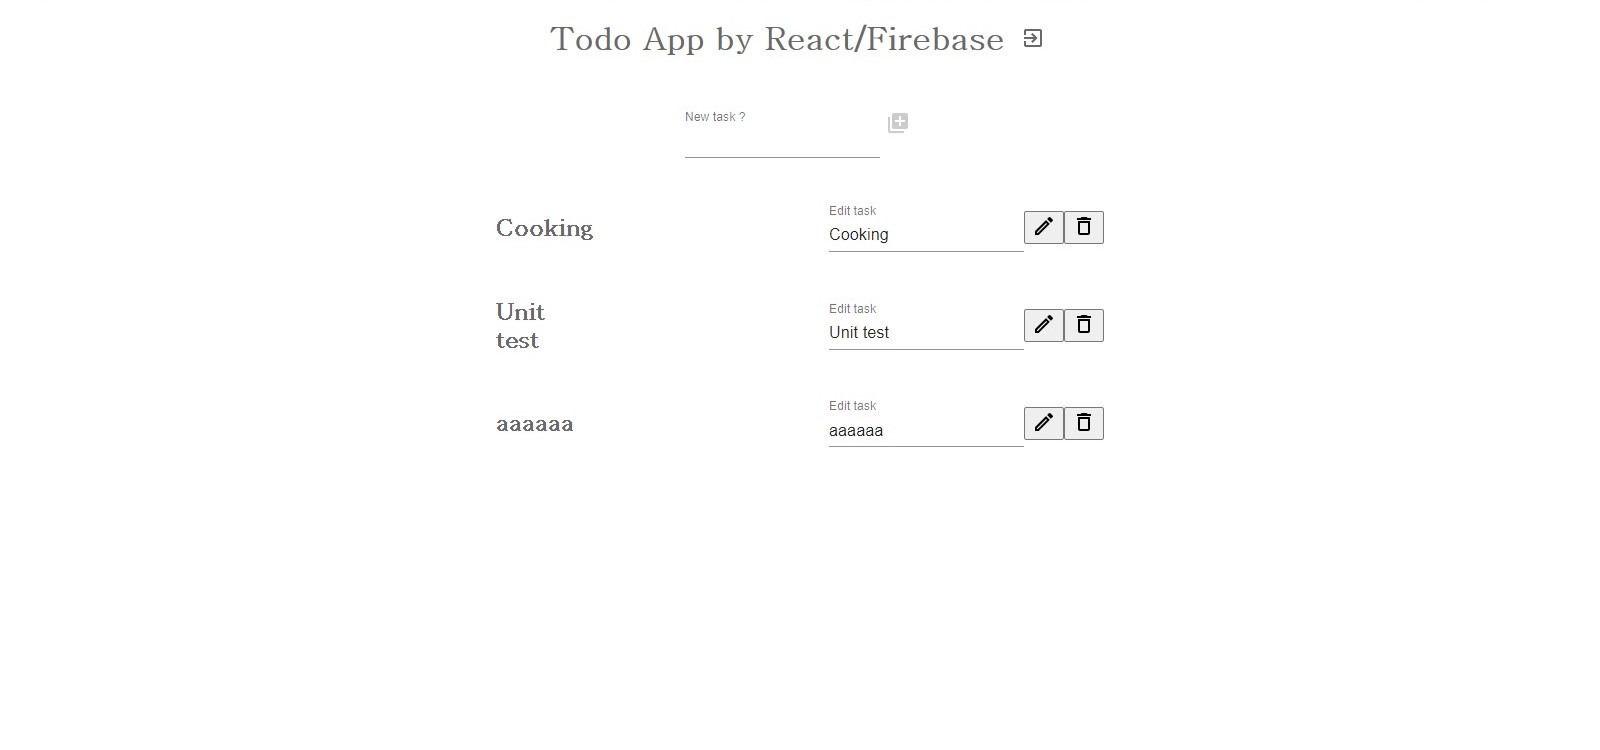 Todo App by React/Firebase
New task ?
Cooking
Edit task
Cooking
Unit
test
Edit task
Unit test
aaaaaa
Edit task
aaaaaa